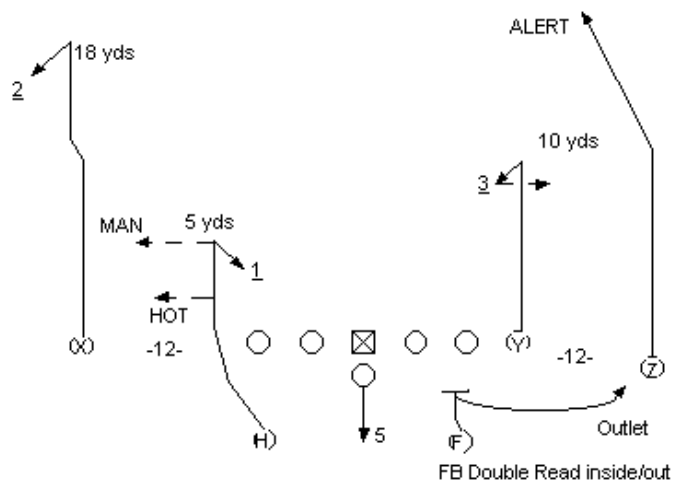 ALERT
18 yds
2
10 yds
3
MAN
5 yds
1
HOT
(X)
-12-
(Y)
-12-
(Z)
(H)
5
(F)
Outlet
FB Double Read inside/out